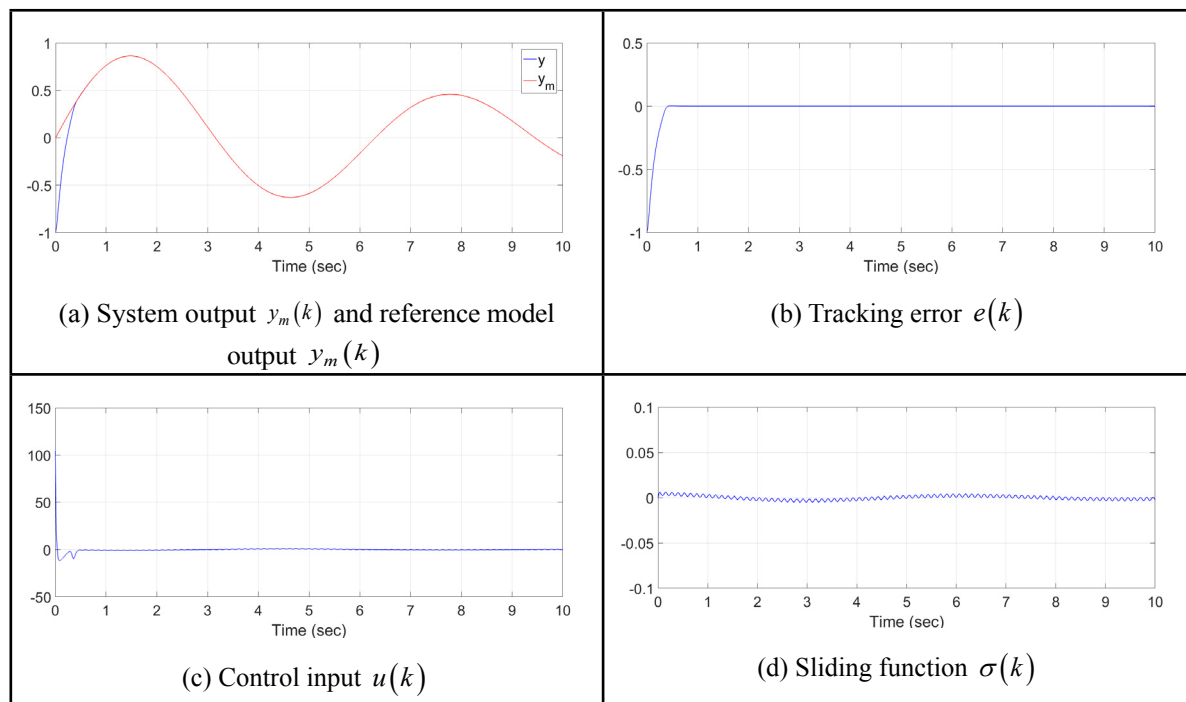 1
0.5
0
-0.5
-1
0 1 2 3 4 5 6 7 8 9 10
Time (sec)
y
y_m
(a) System output y_m(k) and reference model
output y_m(k)
0.5
0
-0.5
-1
0 1 2 3 4 5 6 7 8 9 10
Time (sec)
(b) Tracking error e(k)
150
100
50
0
-50
0 1 2 3 4 5 6 7 8 9 10
Time (sec)
(c) Control input u(k)
0.1
0.05
0
-0.05
-0.1
0 1 2 3 4 5 6 7 8 9 10
Time (sec)
(d) Sliding function σ(k)